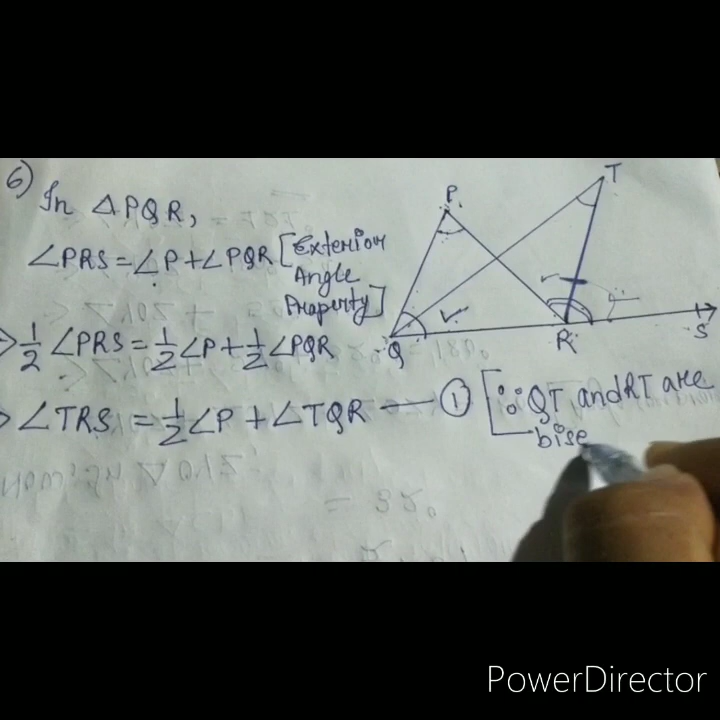 6) In △PQR,
∠PRS = ∠P + ∠PQR [Exterior
Angle
Property]
⇒ 1/2 ∠PRS = 1/2 ∠P + 1/2 ∠PQR
⇒ ∠TRS = 1/2 ∠P + ∠TQR — ① [∵ QT and RT are
bise
P
T
Q
R
S
PowerDirector